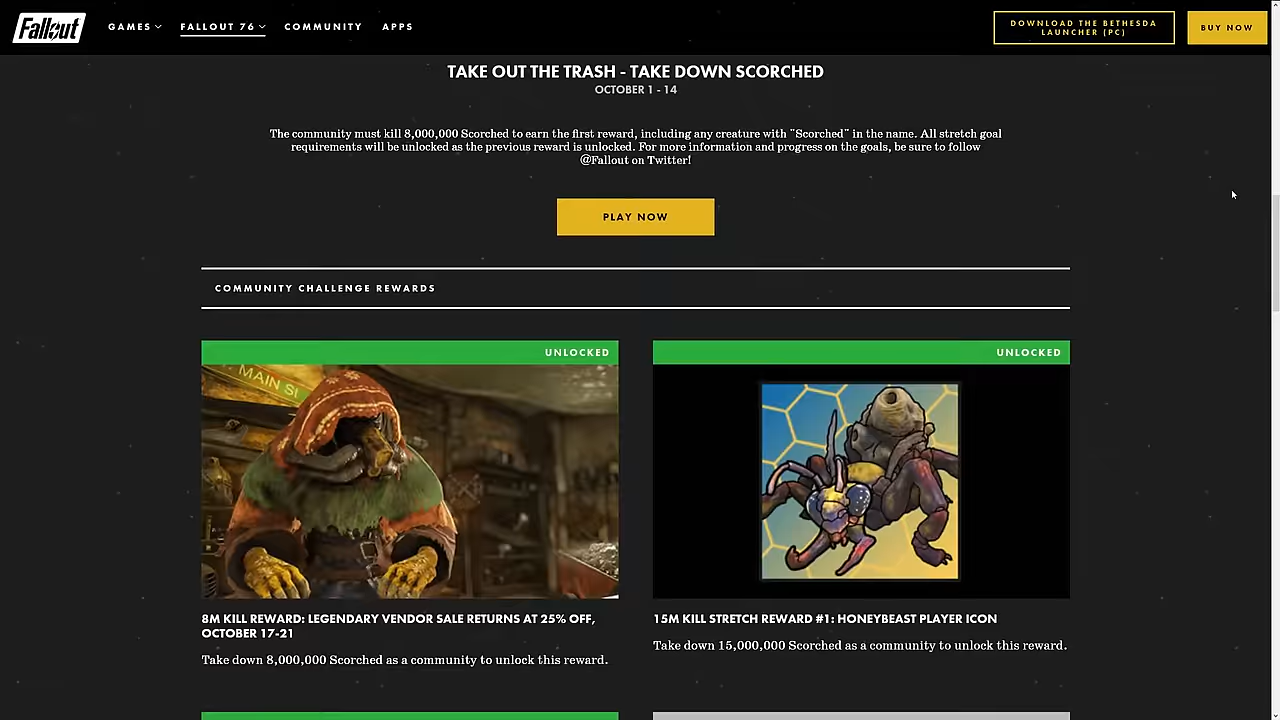 Fallout
GAMES
FALLOUT 76
COMMUNITY
APPS
DOWNLOAD THE BETHESDA
LAUNCHER (PC)
BUY NOW
TAKE OUT THE TRASH - TAKE DOWN SCORCHED
OCTOBER 1 - 14
The community must kill 8,000,000 Scorched to earn the first reward, including any creature with "Scorched" in the name. All stretch goal
requirements will be unlocked as the previous reward is unlocked. For more information and progress on the goals, be sure to follow
@Fallout on Twitter!
PLAY NOW
COMMUNITY CHALLENGE REWARDS
UNLOCKED
UNLOCKED
MAIN ST
8M KILL REWARD: LEGENDARY VENDOR SALE RETURNS AT 25% OFF,
OCTOBER 17-21
Take down 8,000,000 Scorched as a community to unlock this reward.
15M KILL STRETCH REWARD #1: HONEYBEAST PLAYER ICON
Take down 15,000,000 Scorched as a community to unlock this reward.